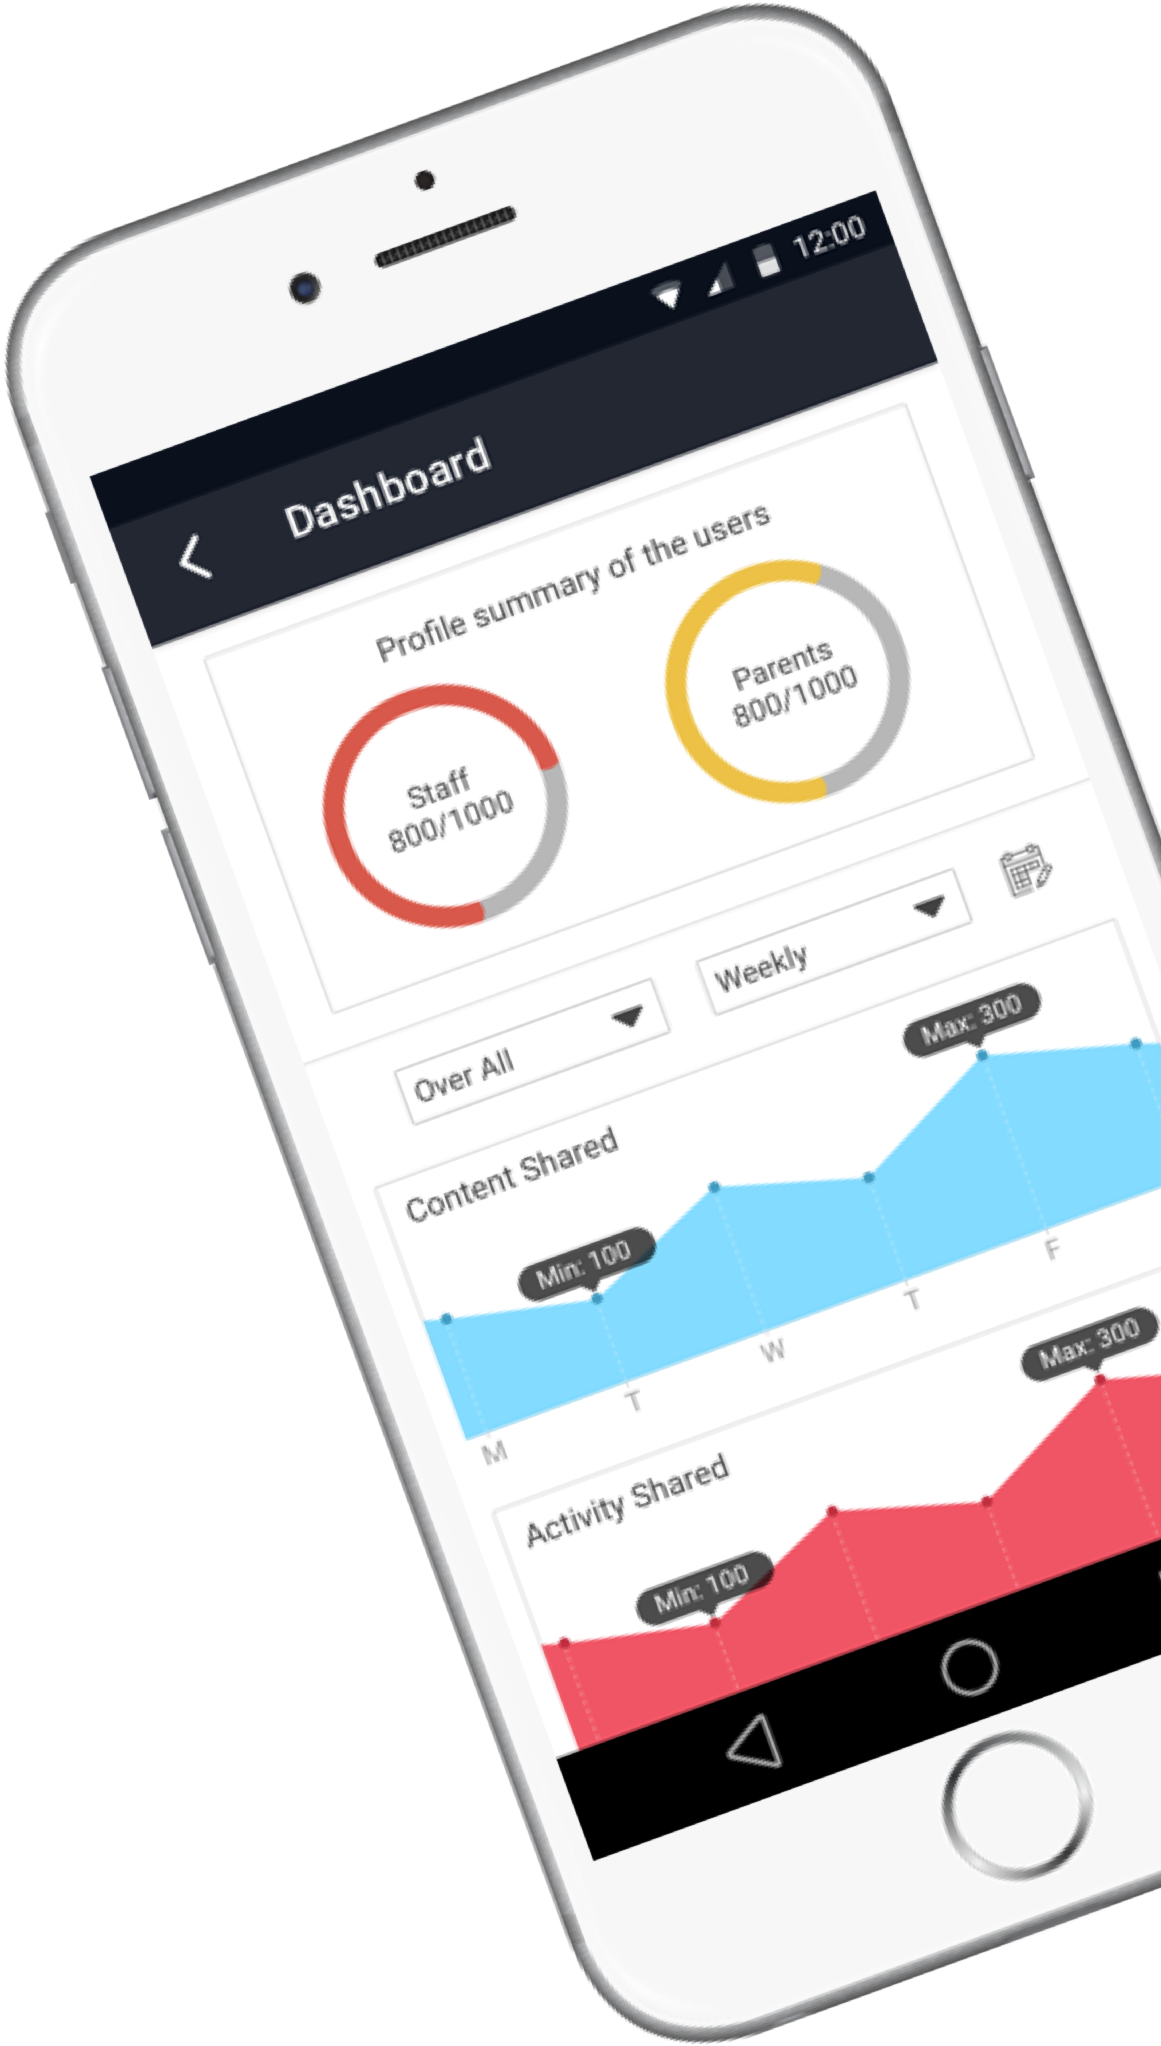 12:00
Dashboard
Profile summary of the users
Staff
800/1000
Parents
800/1000
Over All
Weekly
Content Shared
Min: 100
Max: 300
M
T
W
T
F
Activity Shared
Min: 100
Max: 300